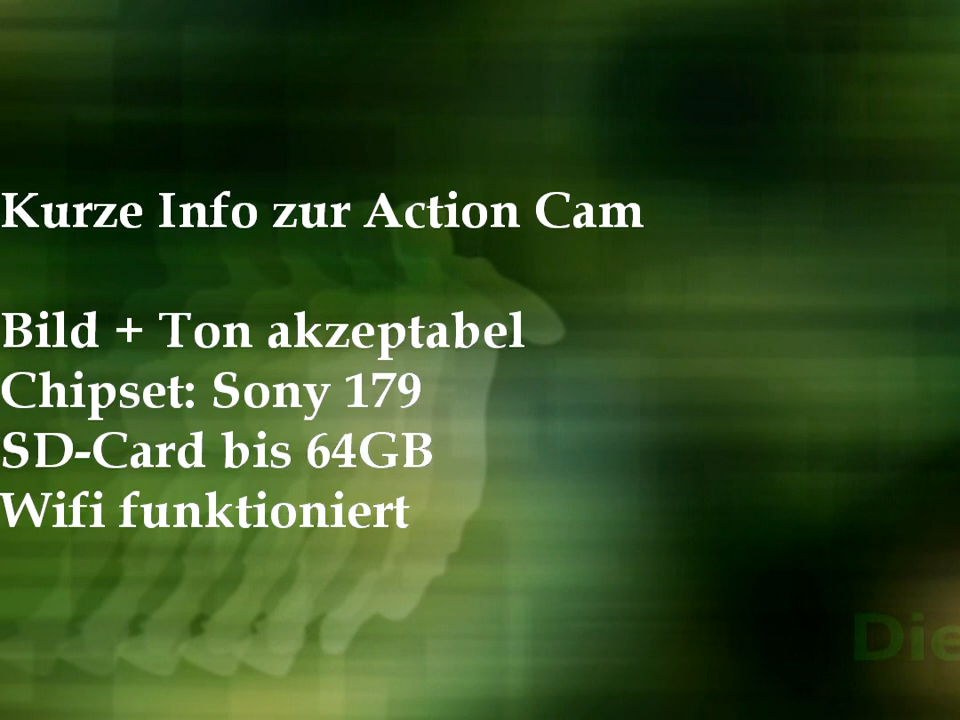 Kurze Info zur Action Cam
Bild + Ton akzeptabel
Chipset: Sony 179
SD-Card bis 64GB
Wifi funktioniert
Die